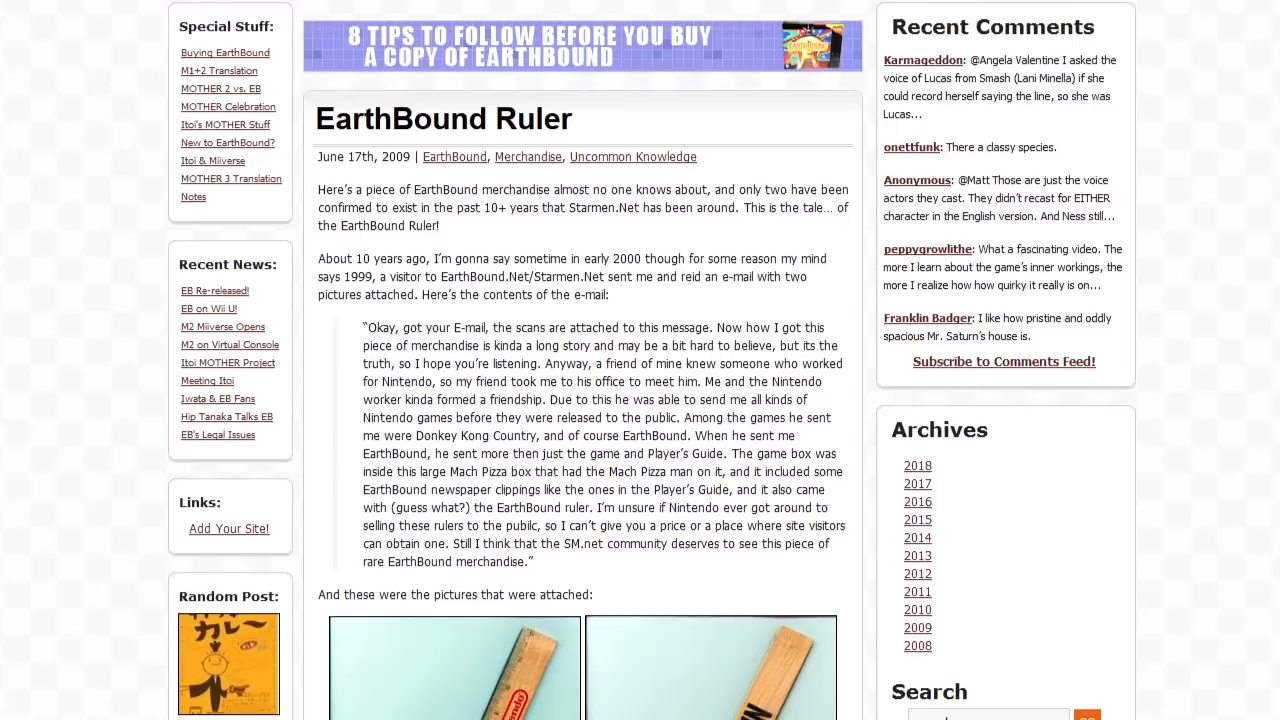 Special Stuff:
Buying EarthBound
M1+2 Translation
MOTHER 2 vs. EB
MOTHER Celebration
Itoi's MOTHER Stuff
New to EarthBound?
Itoi & Miiverse
MOTHER 3 Translation
Notes
Recent News:
EB Re-released!
EB on Wii U!
M2 Miiverse Opens
M2 on Virtual Console
Itoi MOTHER Project
Meeting Itoi
Iwata & EB Fans
Hip Tanaka Talks EB
EB's Legal Issues
Links:
Add Your Site!
Random Post:
カレー
8 TIPS TO FOLLOW BEFORE YOU BUY
A COPY OF EARTHBOUND
EarthBound Ruler
June 17th, 2009 | EarthBound, Merchandise, Uncommon Knowledge
Here's a piece of EarthBound merchandise almost no one knows about, and only two have been
confirmed to exist in the past 10+ years that Starmen.Net has been around. This is the tale… of
the EarthBound Ruler!
About 10 years ago, I'm gonna say sometime in early 2000 though for some reason my mind
says 1999, a visitor to EarthBound.Net/Starmen.Net sent me and reid an e-mail with two
pictures attached. Here's the contents of the e-mail:
“Okay, got your E-mail, the scans are attached to this message. Now how I got this
piece of merchandise is kinda a long story and may be a bit hard to believe, but its the
truth, so I hope you're listening. Anyway, a friend of mine knew someone who worked
for Nintendo, so my friend took me to his office to meet him. Me and the Nintendo
worker kinda formed a friendship. Due to this he was able to send me all kinds of
Nintendo games before they were released to the public. Among the games he sent
me were Donkey Kong Country, and of course EarthBound. When he sent me
EarthBound, he sent more then just the game and Player's Guide. The game box was
inside this large Mach Pizza box that had the Mach Pizza man on it, and it included some
EarthBound newspaper clippings like the ones in the Player's Guide, and it also came
with (guess what?) the EarthBound ruler. I'm unsure if Nintendo ever got around to
selling these rulers to the pubilc, so I can't give you a price or a place where site visitors
can obtain one. Still I think that the SM.net community deserves to see this piece of
rare EarthBound merchandise.”
And these were the pictures that were attached:
Recent Comments
Karmageddon: @Angela Valentine I asked the
voice of Lucas from Smash (Lani Minella) if she
could record herself saying the line, so she was
Lucas...
onettfunk: There a classy species.
Anonymous: @Matt Those are just the voice
actors they cast. They didn't recast for EITHER
character in the English version. And Ness still...
peppygrowlithe: What a fascinating video. The
more I learn about the game's inner workings, the
more I realize how how quirky it really is on...
Franklin Badger: I like how pristine and oddly
spacious Mr. Saturn's house is.
Subscribe to Comments Feed!
Archives
2018
2017
2016
2015
2014
2013
2012
2011
2010
2009
2008
Search